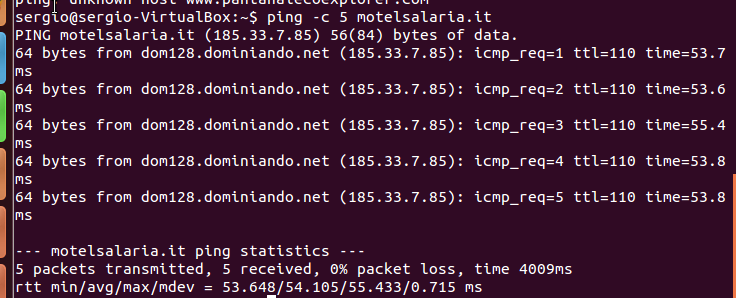 ping: unknown host www.pantanalecoexplorer.com
sergio@sergio-VirtualBox:~$ ping -c 5 motelsalaria.it
PING motelsalaria.it (185.33.7.85) 56(84) bytes of data.
64 bytes from dom128.dominiando.net (185.33.7.85): icmp_req=1 ttl=110 time=53.7
ms
64 bytes from dom128.dominiando.net (185.33.7.85): icmp_req=2 ttl=110 time=53.6
ms
64 bytes from dom128.dominiando.net (185.33.7.85): icmp_req=3 ttl=110 time=55.4
ms
64 bytes from dom128.dominiando.net (185.33.7.85): icmp_req=4 ttl=110 time=53.8
ms
64 bytes from dom128.dominiando.net (185.33.7.85): icmp_req=5 ttl=110 time=53.8
ms
--- motelsalaria.it ping statistics ---
5 packets transmitted, 5 received, 0% packet loss, time 4009ms
rtt min/avg/max/mdev = 53.648/54.105/55.433/0.715 ms